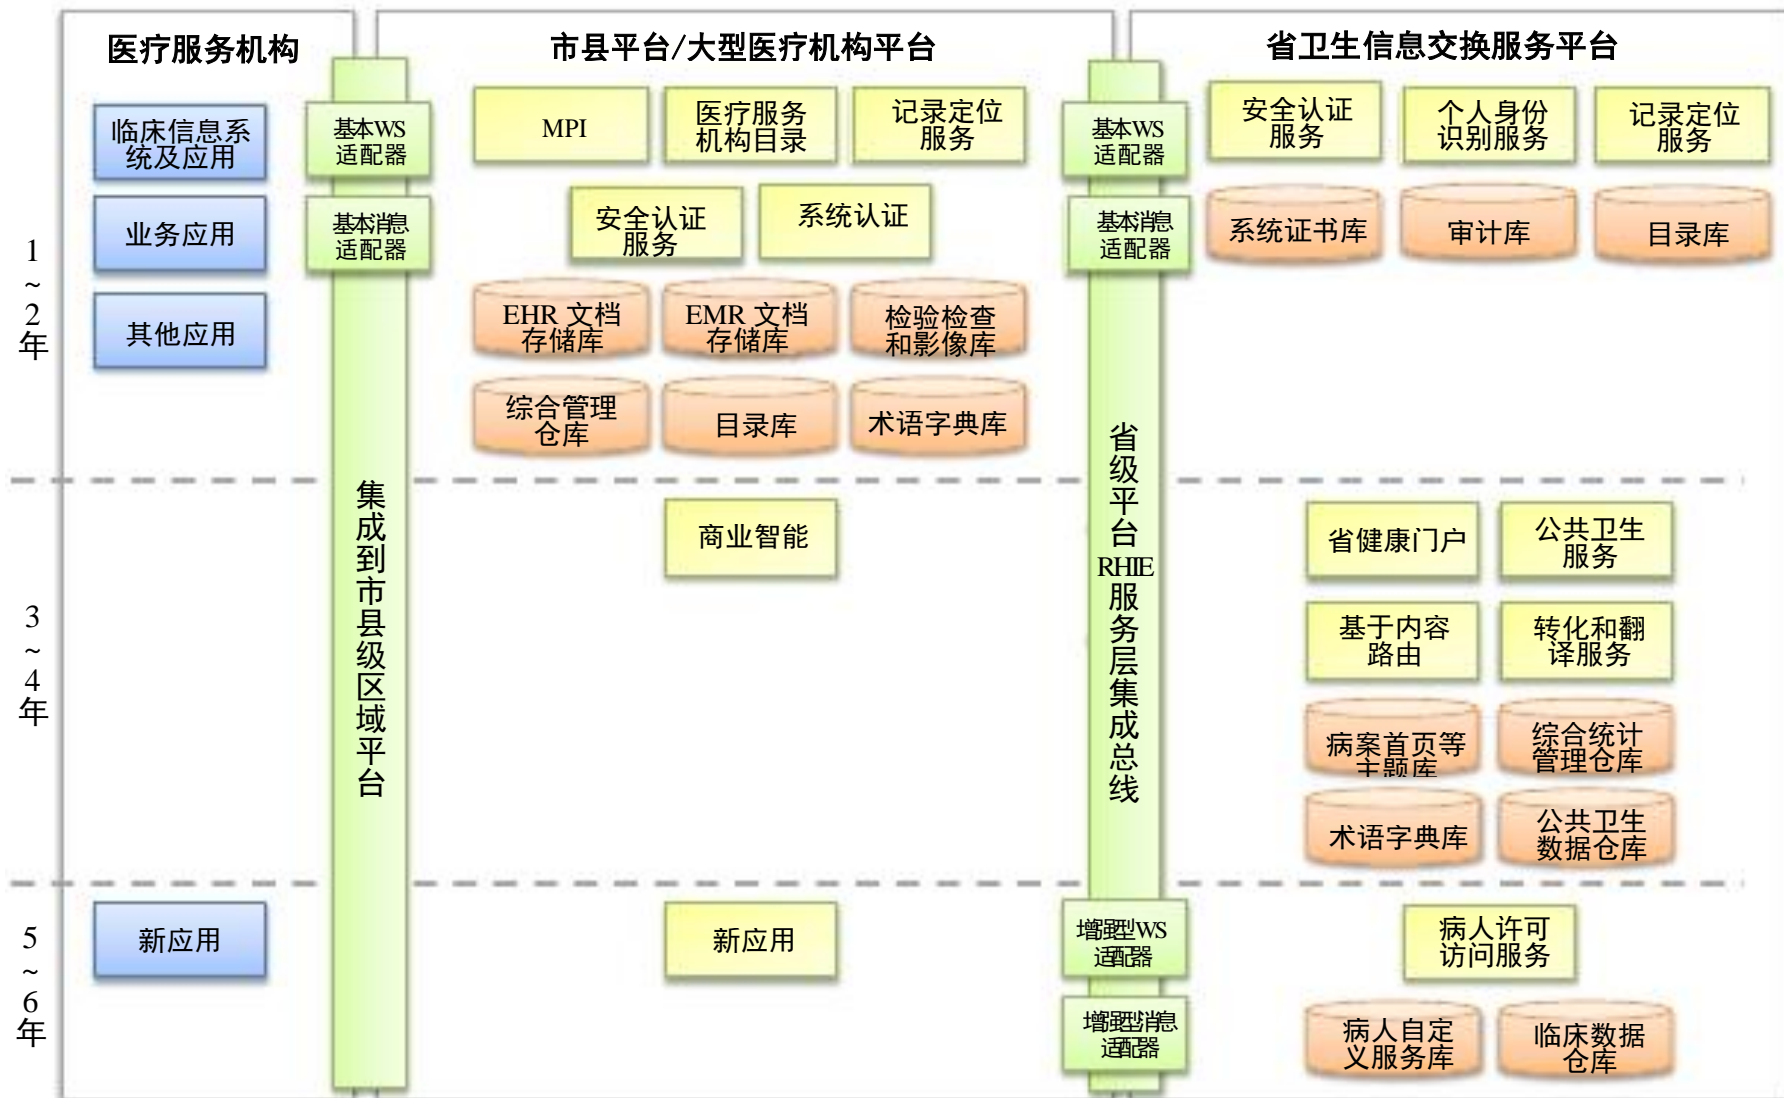 医疗服务机构
市县平台/大型医疗机构平台
省卫生信息交换服务平台
1
~
2
年
临床信息系
统及应用
业务应用
其他应用
基本WS
适配器
基本消息
适配器
MPI
医疗服务
机构目录
记录定位
服务
安全认证
服务
系统认证
EHR 文档
存储库
EMR 文档
存储库
检验检查
和影像库
综合管理
仓库
目录库
术语字典库
基本WS
适配器
基本消息
适配器
安全认证
服务
个人身份
识别服务
记录定位
服务
系统证书库
审计库
目录库
集成到市县级区域平台
省级平台
RHIE
服务层集成总线
3
~
4
年
商业智能
省健康门户
公共卫生
服务
基于内容
路由
转化和翻
译服务
病案首页等
主题库
综合统计
管理仓库
术语字典库
公共卫生
数据仓库
5
~
6
年
新应用
新应用
增强型WS
适配器
增强型消息
适配器
病人许可
访问服务
病人自定
义服务库
临床数据
仓库